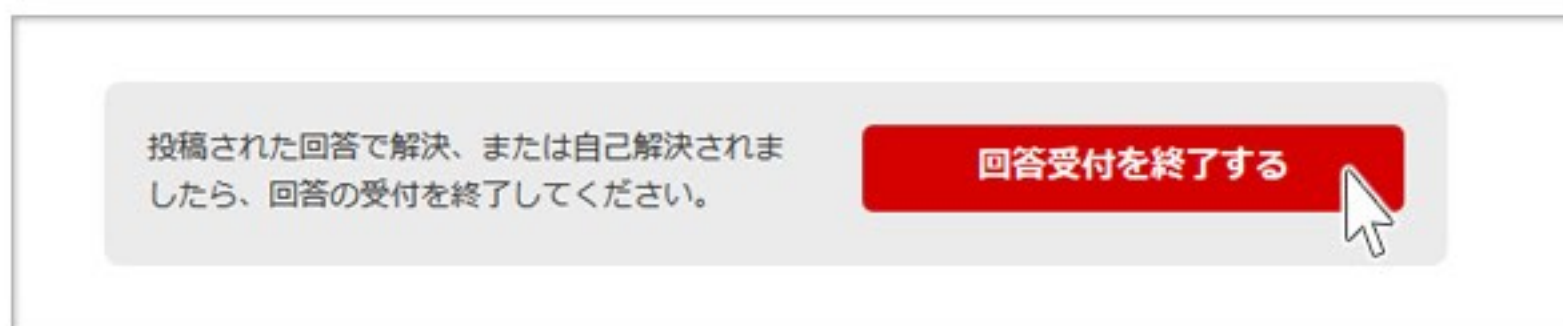 投稿された回答で解決、または自己解決されま
したら、回答の受付を終了してください。
回答受付を終了する